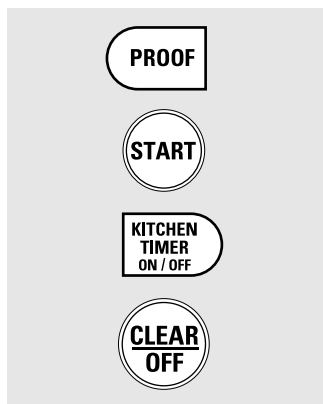 PROOF
START
KITCHEN
TIMER
ON / OFF
CLEAR
OFF